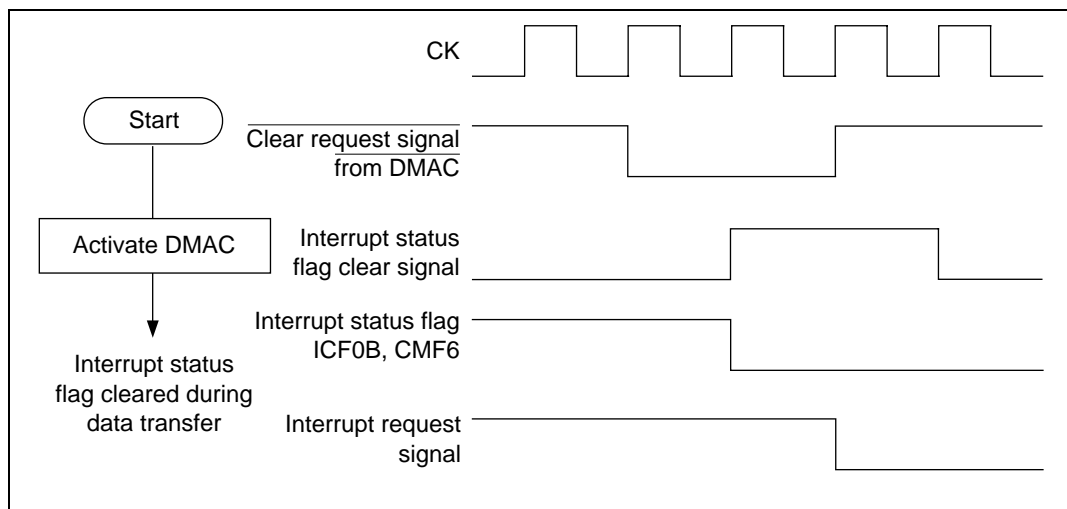 Start
Activate DMAC
Interrupt status
flag cleared during
data transfer
CK
Clear request signal
from DMAC
Interrupt status
flag clear signal
Interrupt status flag
ICF0B, CMF6
Interrupt request
signal